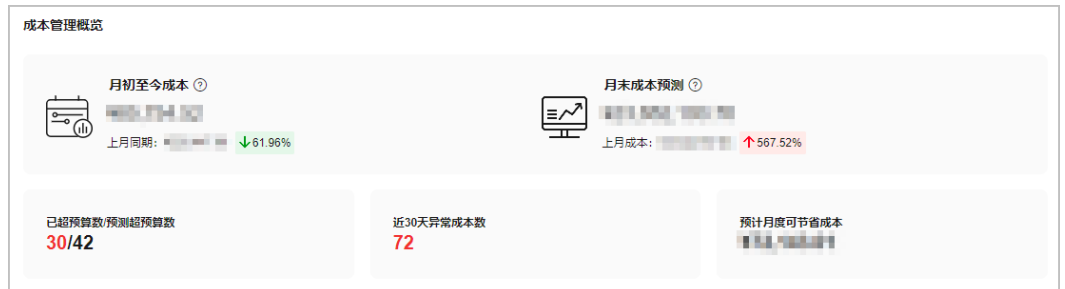 成本管理概览
月初至今成本 ?
上月同期: ↓61.96%
月末成本预测 ?
上月成本: ↑567.52%
已超预算数/预测超预算数
30/42
近30天异常成本数
72
预计月度可节省成本